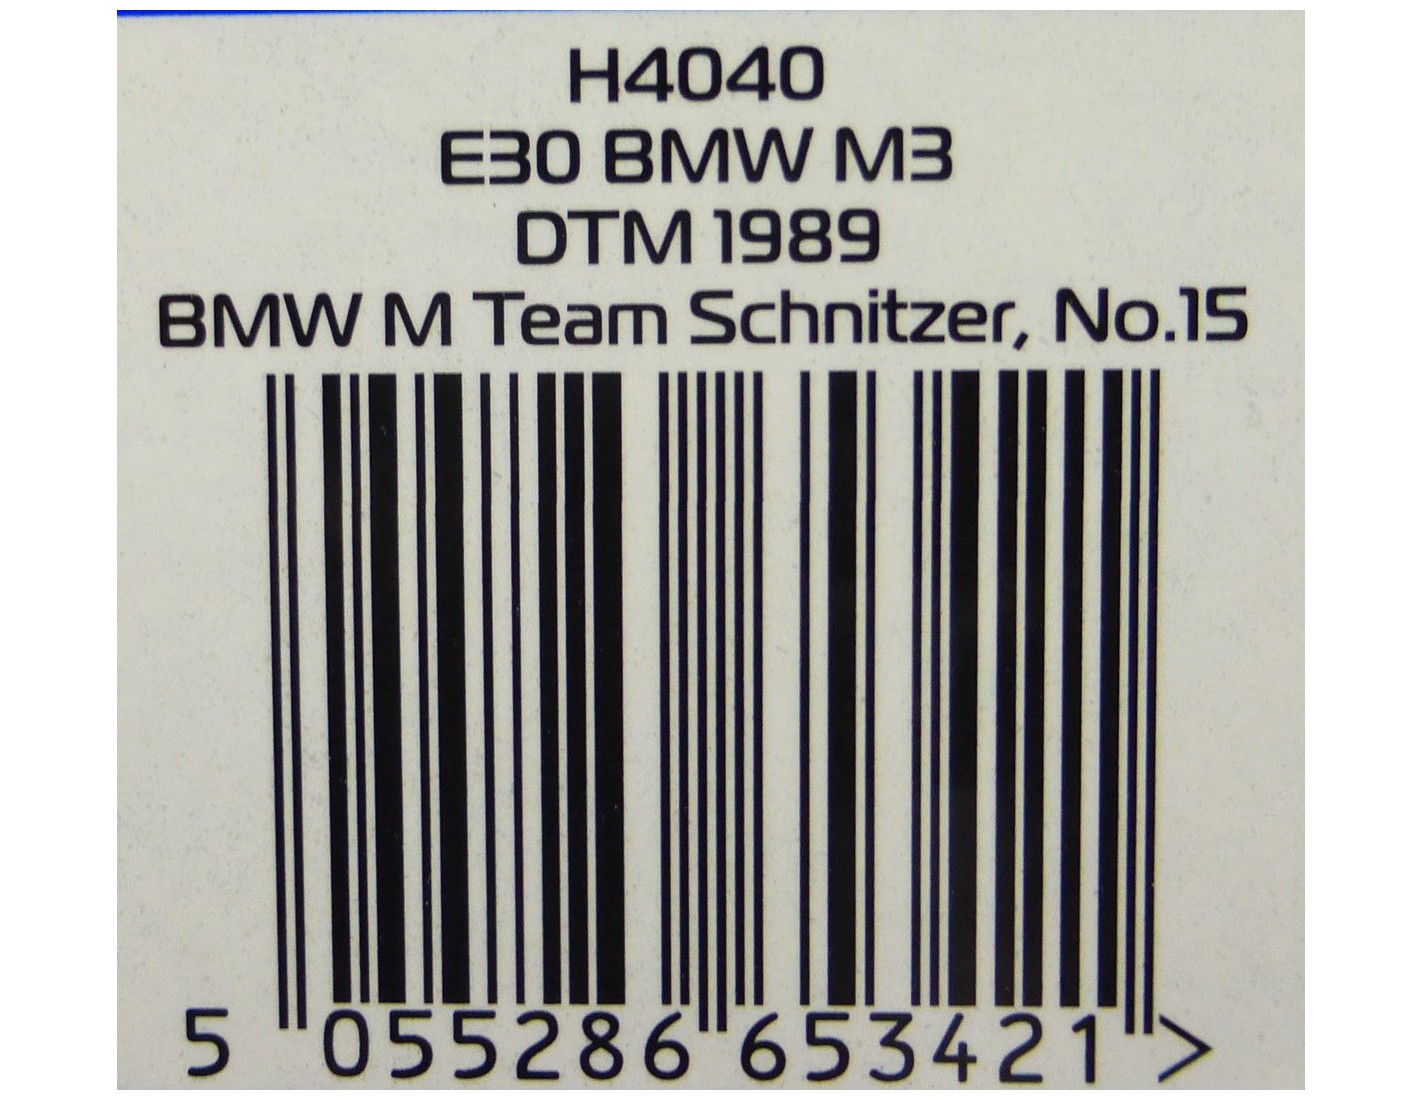 H4040
E30 BMW M3
DTM 1989
BMW M Team Schnitzer, No.15
5 055286 653421 >